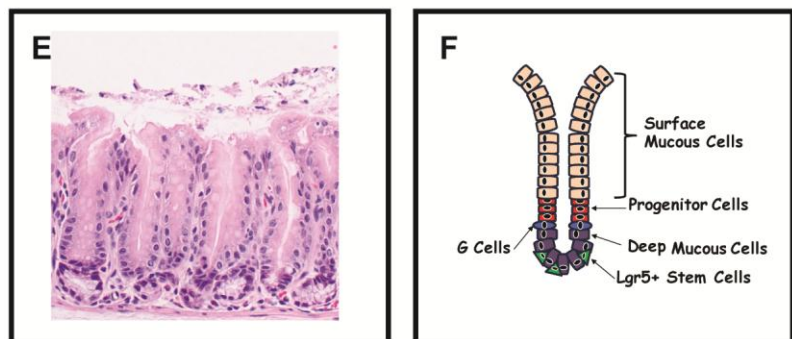 E
F
Surface
Mucous Cells
Progenitor Cells
G Cells
Deep Mucous Cells
Lgr5+ Stem Cells